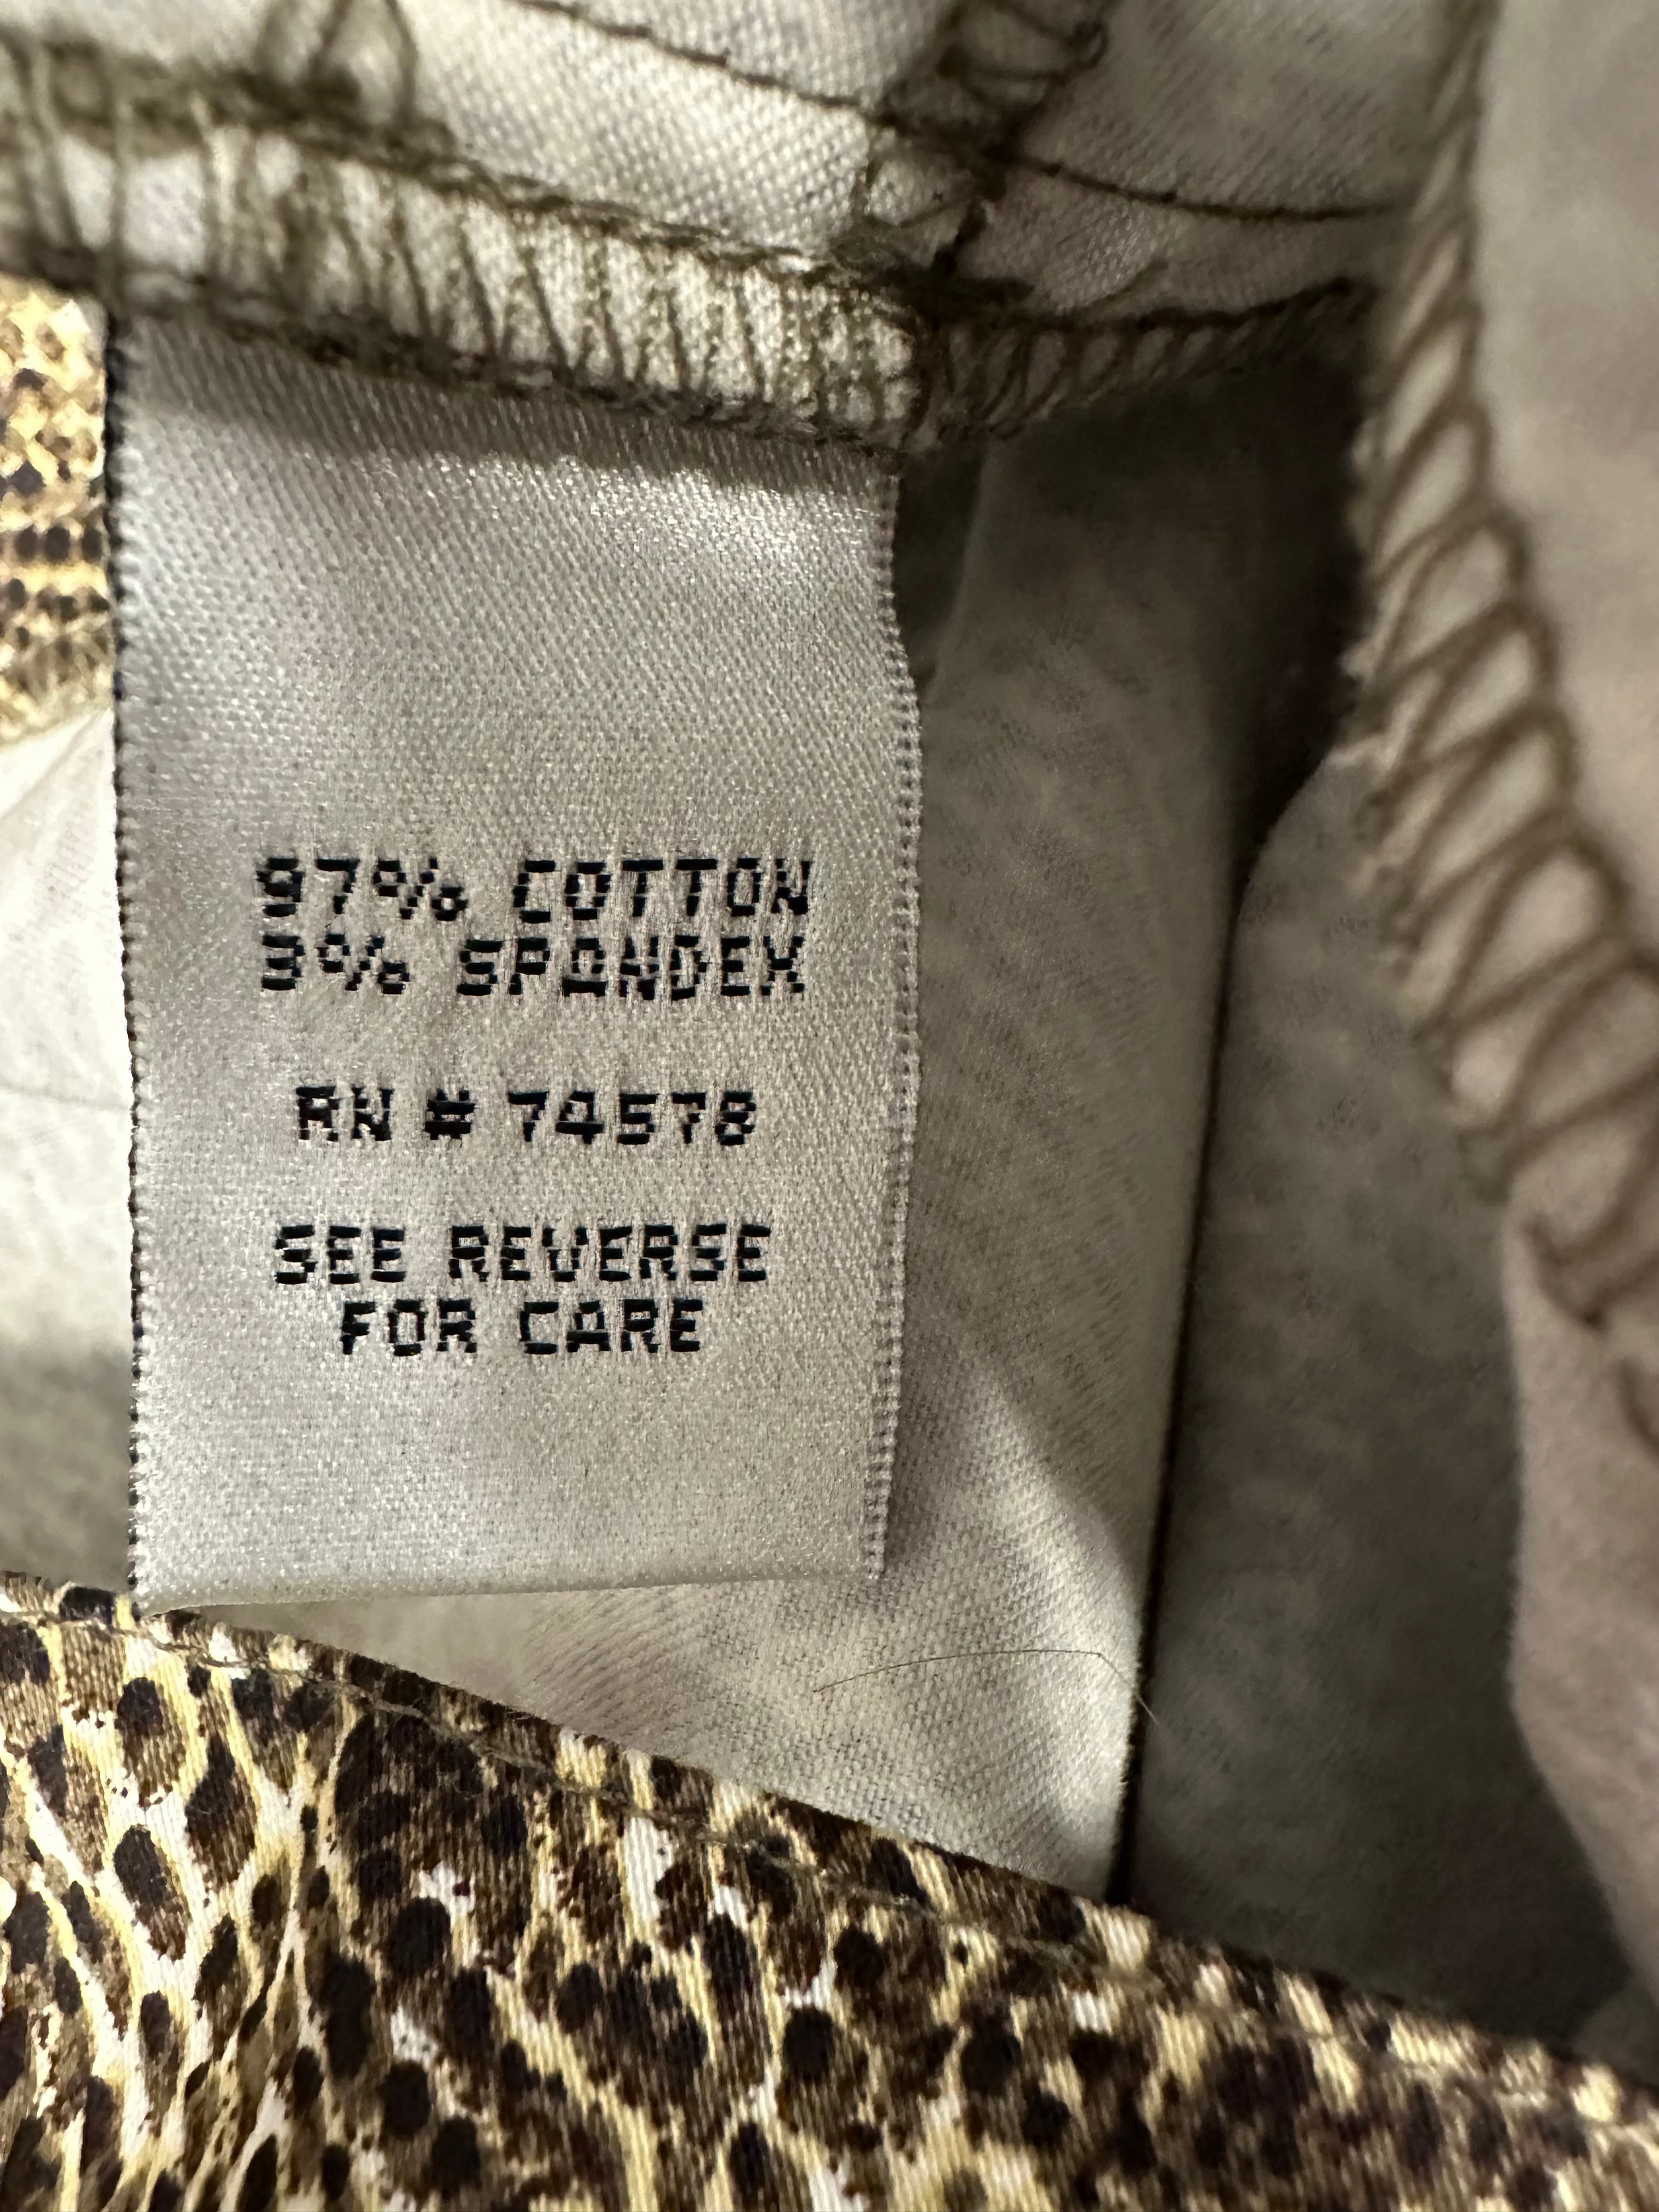 97% COTTON
3% SPANDEX
RN # 74578
SEE REVERSE
FOR CARE